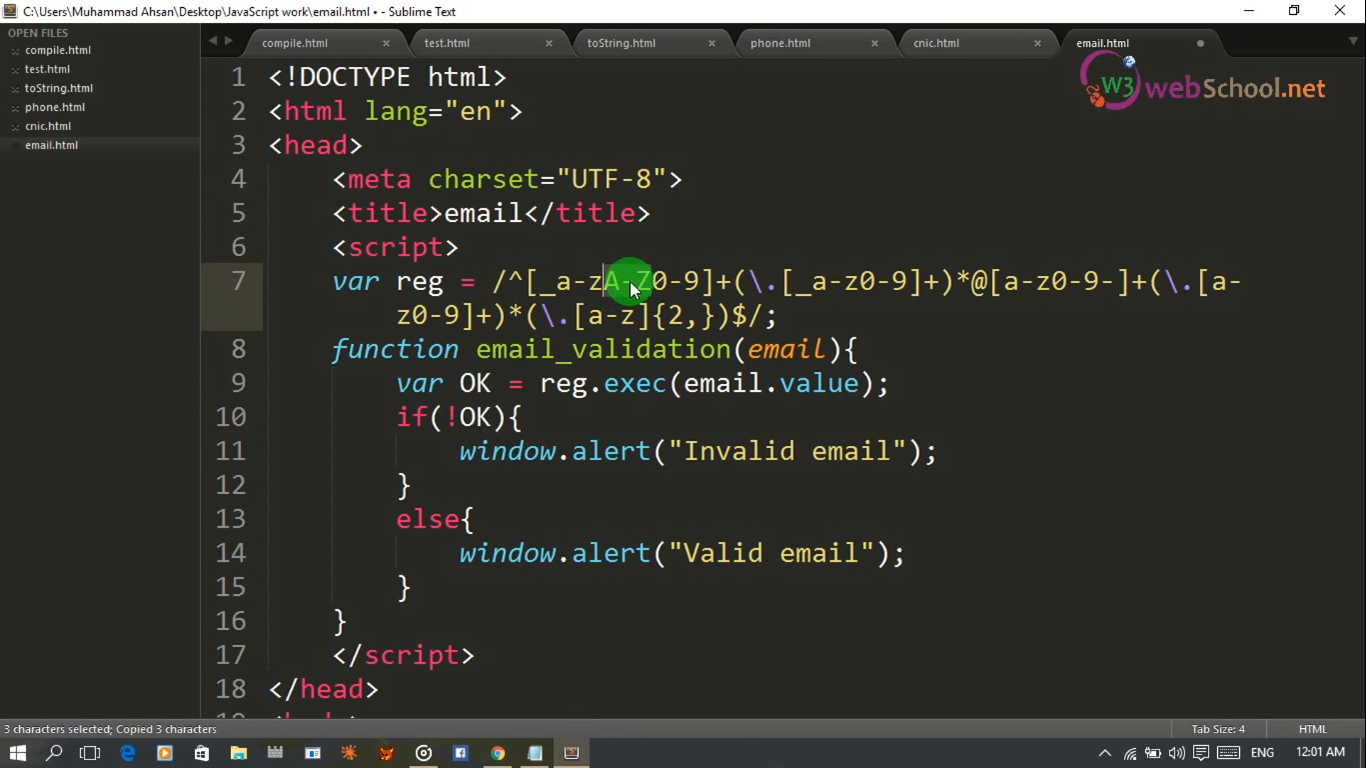 C:\Users\Muhammad Ahsan\Desktop\JavaScript work\email.html • - Sublime Text
OPEN FILES
compile.html
test.html
toString.html
phone.html
cnic.html
email.html
compile.html
test.html
toString.html
phone.html
cnic.html
email.html
W3 webSchool.net
1 <!DOCTYPE html>
2 <html lang="en">
3 <head>
4 <meta charset="UTF-8">
5 <title>email</title>
6 <script>
7 var reg = /^[_a-zA-Z0-9]+(\.[_a-z0-9]+)*@[a-z0-9-]+(\.[a-
z0-9]+)*(\.[a-z]{2,})$/;
8 function email_validation(email){
9 var OK = reg.exec(email.value);
10 if(!OK){
11 window.alert("Invalid email");
12 }
13 else{
14 window.alert("Valid email");
15 }
16 }
17 </script>
18 </head>
3 characters selected; Copied 3 characters
Tab Size: 4
HTML
ENG
12:01 AM